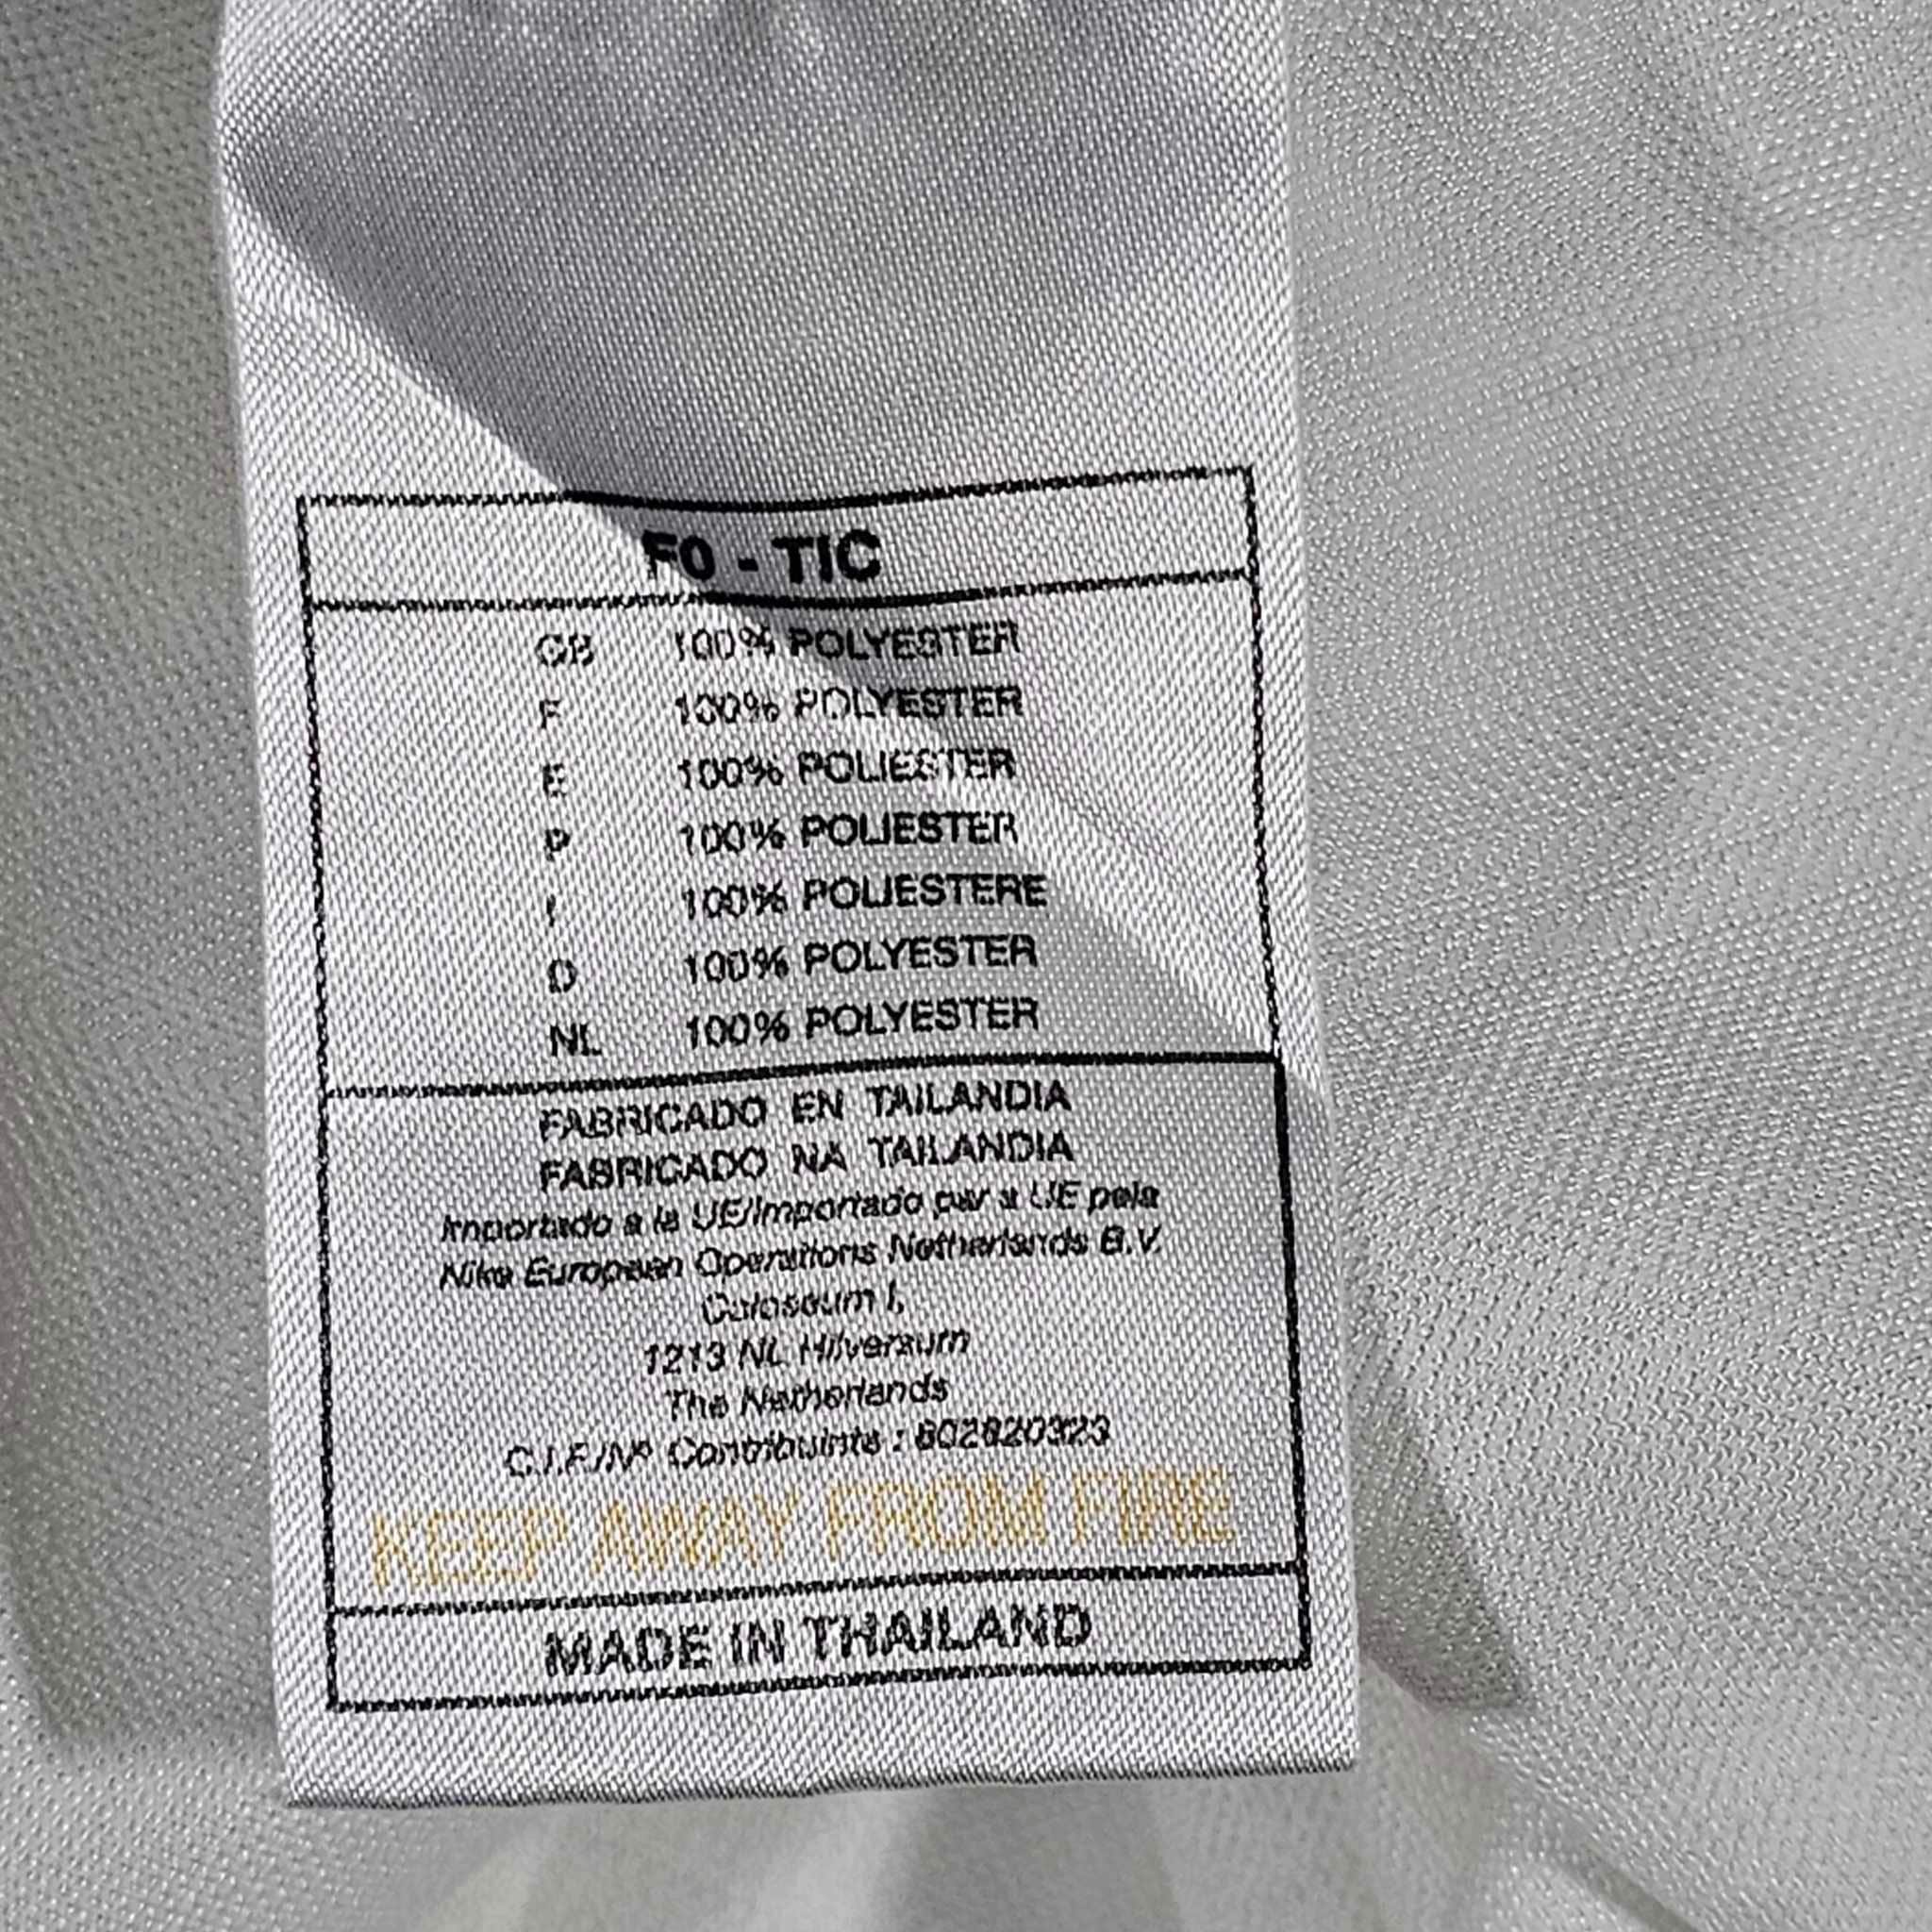 F0 - TIC
GB 100% POLYESTER
F 100% POLYESTER
E 100% POLIESTER
P 100% POLIESTER
I 100% POLIESTERE
D 100% POLYESTER
NL 100% POLYESTER
FABRICADO EN TAILANDIA
FABRICADO NA TAILANDIA
Importado a la UE/Importado par a UE pela
Nike European Operations Netherlands B.V.
Colosseum I,
1213 NL Hilversum
The Netherlands
C.I.F./Nº Contribuinte : 802820323
KEEP AWAY FROM FIRE
MADE IN THAILAND